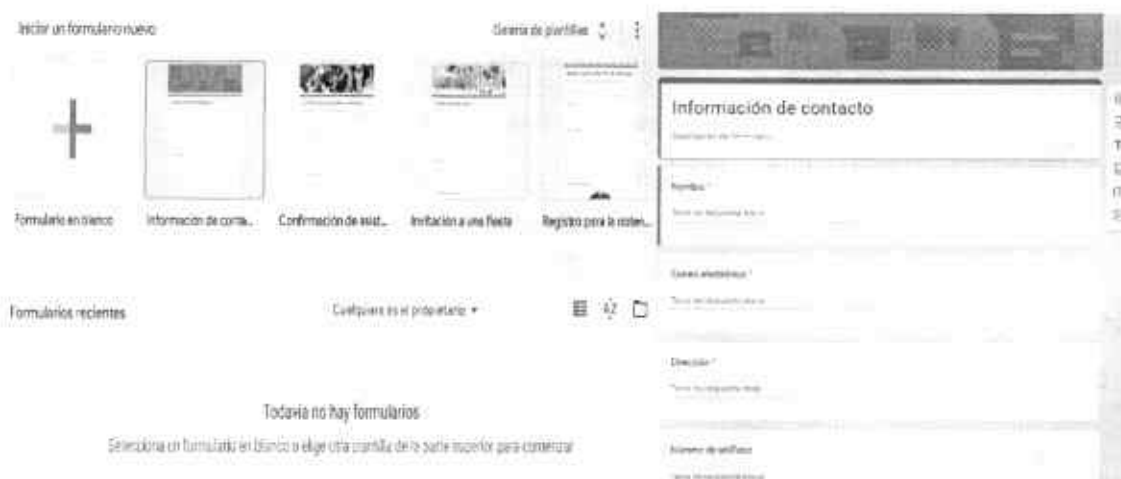 Iniciar un formulario nuevo
Galería de plantillas
Formulario en blanco
Información de conta...
Confirmación de asist...
Invitación a una fiesta
Registro para la
Formularios recientes
Cualquiera es el propietario
AZ
Todavía no hay formularios
Selecciona un formulario en blanco o elige otra plantilla de la parte superior para comenzar
Información de contacto
Nombre *
Correo electrónico *
Dirección *
Número de teléfono